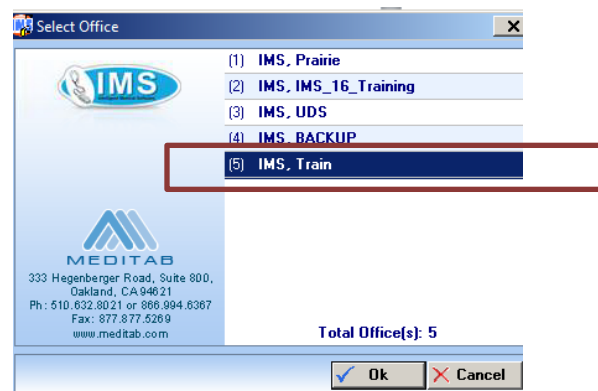 Select Office
IMS
(1) IMS, Prairie
(2) IMS, IMS_16_Training
(3) IMS, UDS
(4) IMS, BACKUP
(5) IMS, Train
MEDITAB
333 Hegenberger Road, Suite 800,
Oakland, CA 94621
Ph: 510.632.8021 or 866.994.6367
Fax: 877.877.5269
www.meditab.com
Total Office(s): 5
Ok
Cancel